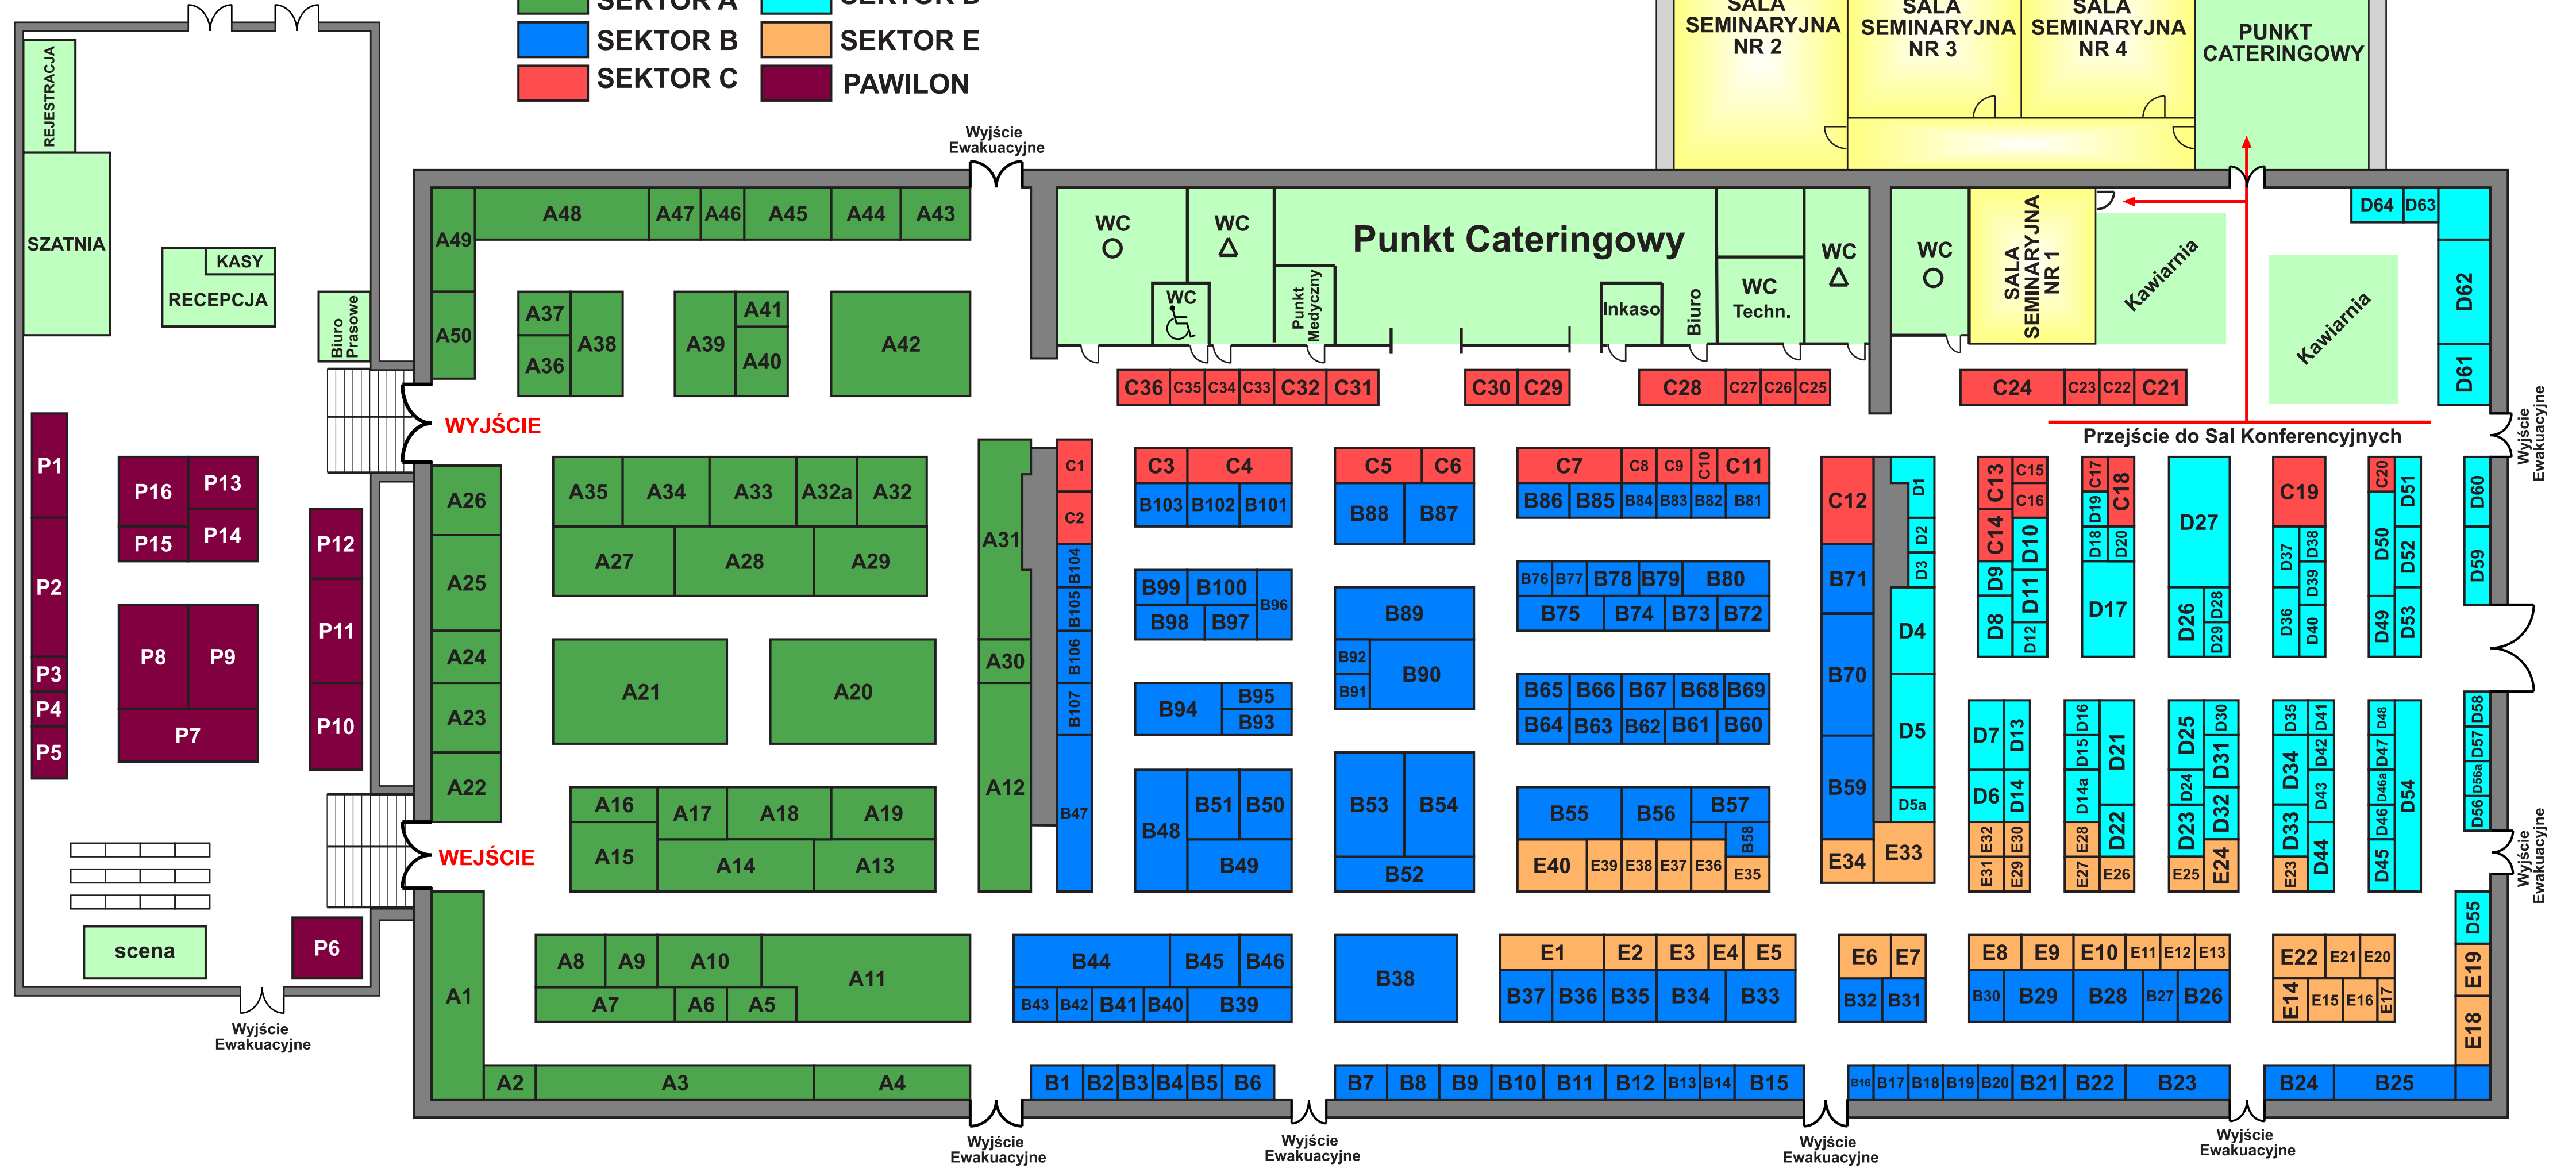 SEKTOR A
SEKTOR D
SEKTOR B
SEKTOR E
SEKTOR C
PAWILON
SALA
SEMINARYJNA
NR 2
SALA
SEMINARYJNA
NR 3
SALA
SEMINARYJNA
NR 4
PUNKT
CATERINGOWY
REJESTRACJA
SZATNIA
KASY
RECEPCJA
Biuro
Prasowe
Wyjście
Ewakuacyjne
A48
A47
A46
A45
A44
A43
A49
A50
A37
A36
A38
A39
A41
A40
A42
WC
WC
WC
Punkt
Medyczny
Punkt Cateringowy
Inkaso
Biuro
WC
Techn.
WC
WC
SALA
SEMINARYJNA
NR 1
Kawiarnia
Kawiarnia
D64
D63
D62
D61
C36
C35
C34
C33
C32
C31
C30
C29
C28
C27
C26
C25
C24
C23
C22
C21
WYJŚCIE
Przejście do Sal Konferencyjnych
Wyjście
Ewakuacyjne
P1
P2
P3
P4
P5
P16
P13
P15
P14
P12
P11
P10
P8
P9
P7
P6
scena
Wyjście
Ewakuacyjne
WEJŚCIE
A26
A25
A24
A23
A22
A35
A34
A33
A32a
A32
A27
A28
A29
A21
A20
A16
A17
A18
A19
A15
A14
A13
A31
A30
A12
A1
A8
A9
A10
A11
A7
A6
A5
A2
A3
A4
C1
C2
B104
B105
B106
B107
B47
C3
C4
B103
B102
B101
B99
B100
B96
B98
B97
B94
B95
B93
B48
B51
B50
B49
C5
C6
B88
B87
B89
B92
B91
B90
B53
B54
B52
C7
C8
C9
C10
C11
B86
B85
B84
B83
B82
B81
B76
B77
B78
B79
B80
B75
B74
B73
B72
B65
B66
B67
B68
B69
B64
B63
B62
B61
B60
B55
B56
B57
B58
E40
E39
E38
E37
E36
E35
C12
B71
B70
B59
E34
E33
D1
D2
D3
D4
D5
D5a
C13
C15
C16
C14
D10
D9
D11
D8
D12
C17
C18
D19
D18
D20
D17
D27
D26
D28
D29
C19
D37
D38
D39
D36
D40
C20
D51
D50
D52
D49
D53
D60
D59
D7
D13
D6
D14
E32
E30
E31
E29
D16
D15
D21
D14a
D22
E28
E27
E26
D25
D30
D31
D24
D32
D23
E25
E24
D35
D41
D34
D42
D43
D33
D44
E23
D48
D47
D46a
D46
D45
D54
D58
D57
D56a
D56
Wyjście
Ewakuacyjne
D55
E19
E18
B44
B45
B46
B43
B42
B41
B40
B39
B38
E1
E2
E3
E4
E5
B37
B36
B35
B34
B33
E6
E7
B32
B31
E8
E9
E10
E11
E12
E13
B30
B29
B28
B27
B26
E22
E21
E20
E14
E15
E16
E17
B1
B2
B3
B4
B5
B6
B7
B8
B9
B10
B11
B12
B13
B14
B15
B16
B17
B18
B19
B20
B21
B22
B23
B24
B25
Wyjście
Ewakuacyjne
Wyjście
Ewakuacyjne
Wyjście
Ewakuacyjne
Wyjście
Ewakuacyjne